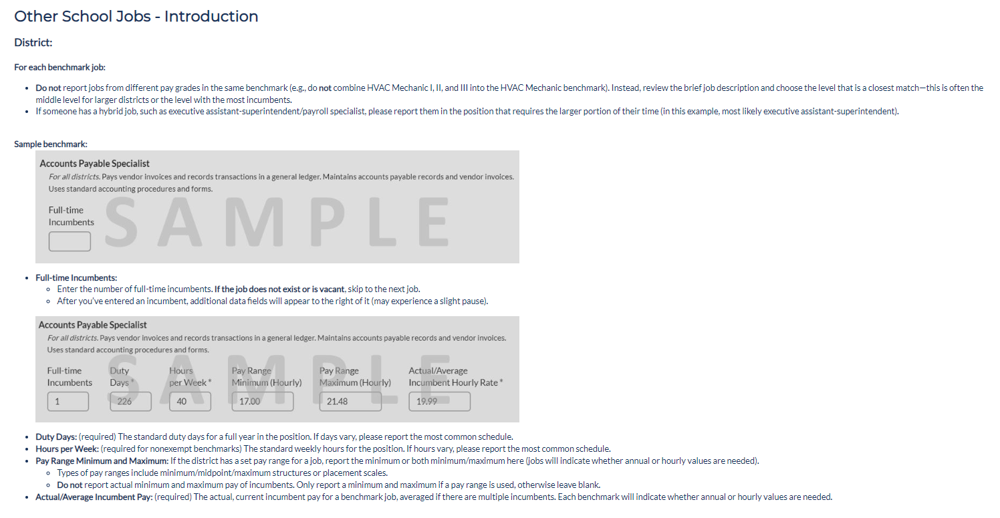 Other School Jobs - Introduction
District:
For each benchmark job:
• Do not report jobs from different pay grades in the same benchmark (e.g., do not combine HVAC Mechanic I, II, and III into the HVAC Mechanic benchmark). Instead, review the brief job description and choose the level that is a closest match—this is often the
middle level for larger districts or the level with the most incumbents.
• If someone has a hybrid job, such as executive assistant-superintendent/payroll specialist, please report them in the position that requires the larger portion of their time (in this example, most likely executive assistant-superintendent).
Sample benchmark:
Accounts Payable Specialist
For all districts. Pays vendor invoices and records transactions in a general ledger. Maintains accounts payable records and vendor invoices.
Uses standard accounting procedures and forms.
SAMPLE
Full-time
Incumbents
• Full-time Incumbents:
◦ Enter the number of full-time incumbents. If the job does not exist or is vacant, skip to the next job.
◦ After you've entered an incumbent, additional data fields will appear to the right of it (may experience a slight pause).
Accounts Payable Specialist
For all districts. Pays vendor invoices and records transactions in a general ledger. Maintains accounts payable records and vendor invoices.
Uses standard accounting procedures and forms.
SAMPLE
Full-time Duty Hours Pay Range Pay Range Actual/Average
Incumbents Days * per Week * Minimum (Hourly) Maximum (Hourly) Incumbent Hourly Rate *
1 226 40 17.00 21.48 19.99
• Duty Days: (required) The standard duty days for a full year in the position. If days vary, please report the most common schedule.
• Hours per Week: (required for nonexempt benchmarks) The standard weekly hours for the position. If hours vary, please report the most common schedule.
• Pay Range Minimum and Maximum: If the district has a set pay range for a job, report the minimum or both minimum/maximum here (jobs will indicate whether annual or hourly values are needed).
◦ Types of pay ranges include minimum/midpoint/maximum structures or placement scales.
◦ Do not report actual minimum and maximum pay of incumbents. Only report a minimum and maximum if a pay range is used, otherwise leave blank.
• Actual/Average Incumbent Pay: (required) The actual, current incumbent pay for a benchmark job, averaged if there are multiple incumbents. Each benchmark will indicate whether annual or hourly values are needed.